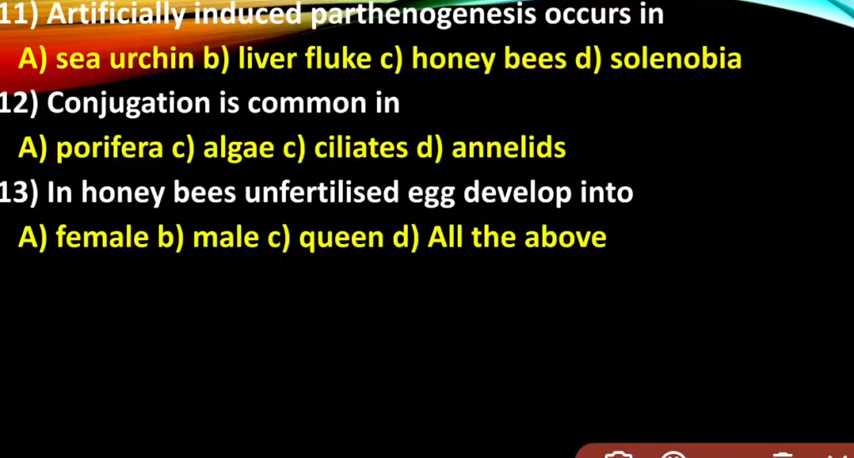 11) Artificially induced parthenogenesis occurs in
A) sea urchin b) liver fluke c) honey bees d) solenobia
12) Conjugation is common in
A) porifera c) algae c) ciliates d) annelids
13) In honey bees unfertilised egg develop into
A) female b) male c) queen d) All the above